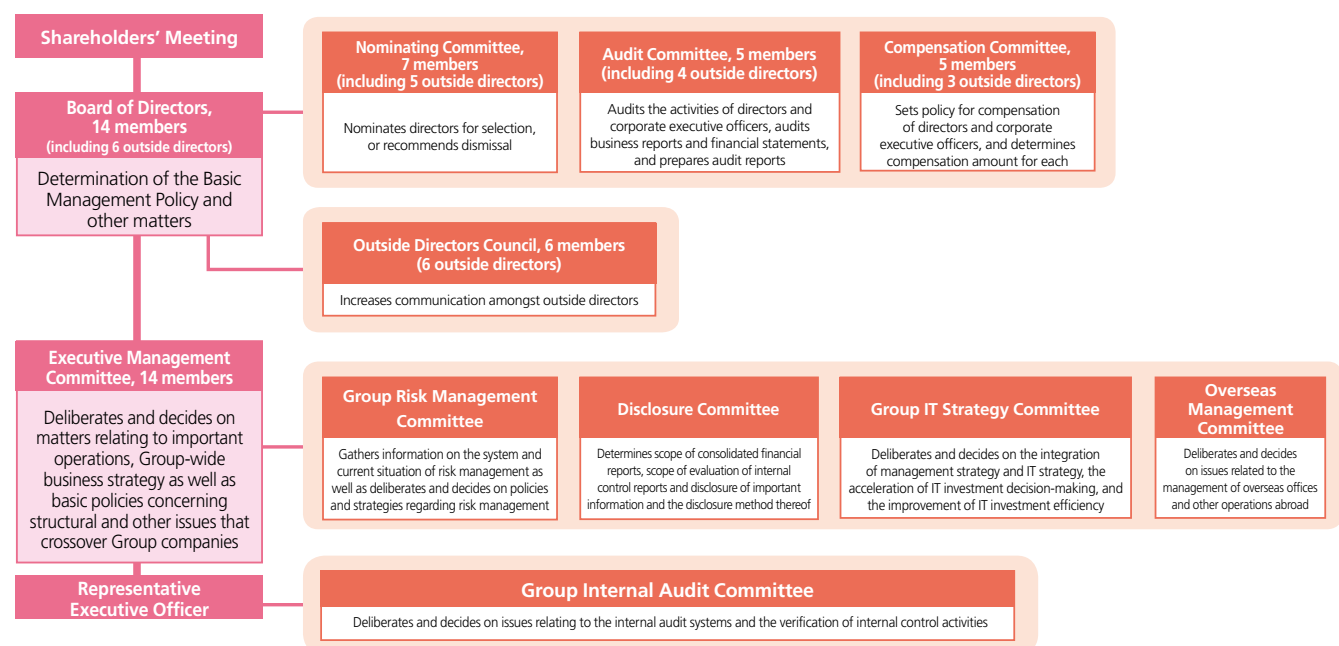 Shareholders’ Meeting
Board of Directors,
14 members
(including 6 outside directors)
Determination of the Basic
Management Policy and
other matters
Nominating Committee,
7 members
(including 5 outside directors)
Nominates directors for selection,
or recommends dismissal
Audit Committee, 5 members
(including 4 outside directors)
Audits the activities of directors and
corporate executive officers, audits
business reports and financial statements,
and prepares audit reports
Compensation Committee,
5 members
(including 3 outside directors)
Sets policy for compensation
of directors and corporate
executive officers, and determines
compensation amount for each
Outside Directors Council, 6 members
(6 outside directors)
Increases communication amongst outside directors
Executive Management
Committee, 14 members
Deliberates and decides on
matters relating to important
operations, Group-wide
business strategy as well as
basic policies concerning
structural and other issues that
crossover Group companies
Group Risk Management
Committee
Gathers information on the system and
current situation of risk management as
well as deliberates and decides on policies
and strategies regarding risk management
Disclosure Committee
Determines scope of consolidated financial
reports, scope of evaluation of internal
control reports and disclosure of important
information and the disclosure method thereof
Group IT Strategy Committee
Deliberates and decides on the integration
of management strategy and IT strategy, the
acceleration of IT investment decision-making, and
the improvement of IT investment efficiency
Overseas
Management
Committee
Deliberates and decides
on issues related to the
management of overseas offices
and other operations abroad
Representative
Executive Officer
Group Internal Audit Committee
Deliberates and decides on issues relating to the internal audit systems and the verification of internal control activities